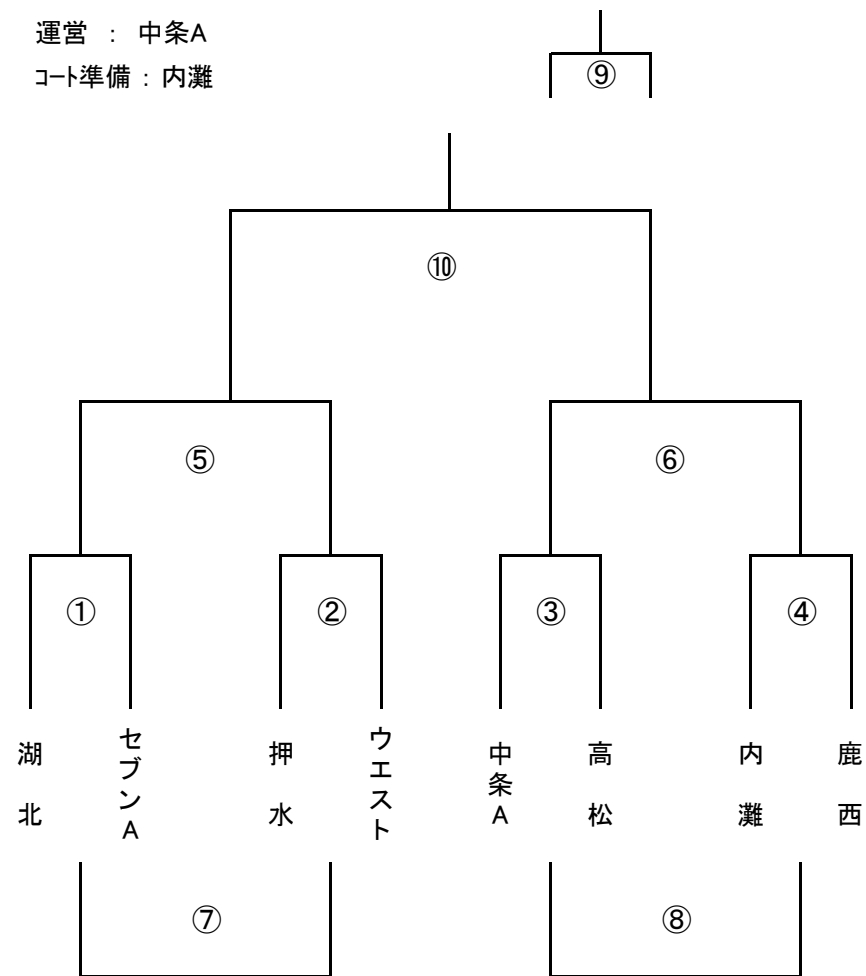 運営 ： 中条A
コート準備 ： 内灘
⑨
⑩
⑤
⑥
①
②
③
④
湖北
セブンA
押水
ウエスト
中条A
高松
内灘
鹿西
⑦
⑧